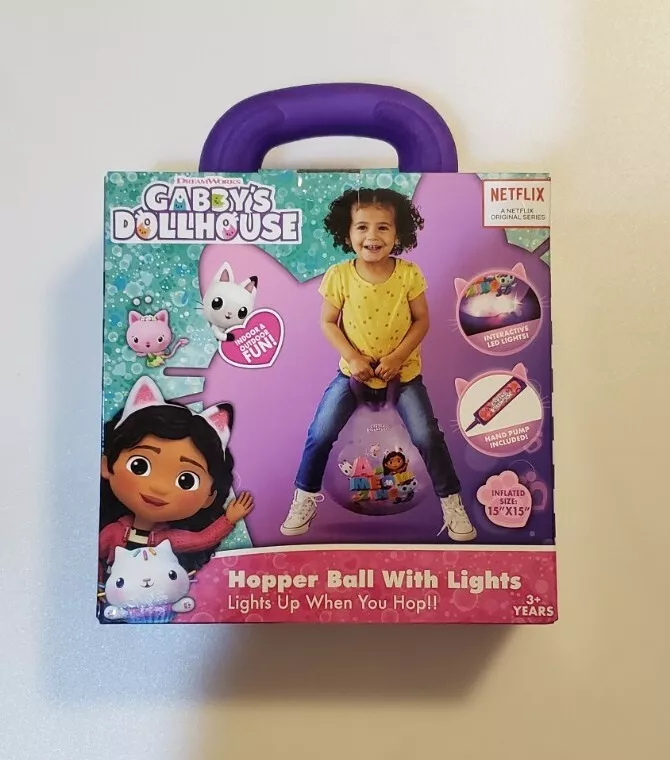 DREAMWORKS
GABBY'S
DOLLHOUSE
NETFLIX
A NETFLIX
ORIGINAL SERIES
INDOOR &
OUTDOOR
FUN!
INTERACTIVE
LED LIGHTS!
HAND PUMP
INCLUDED!
INFLATED
SIZE:
15"X15"
Hopper Ball With Lights
Lights Up When You Hop!!
3+
YEARS